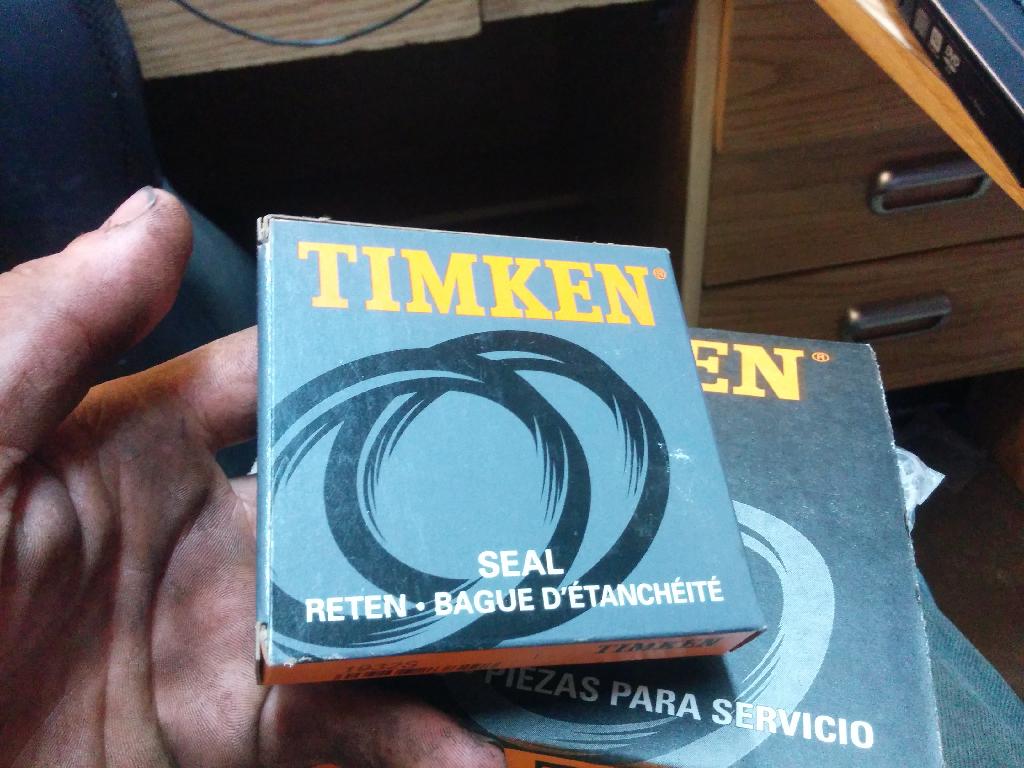 TIMKEN®
SEAL
RETEN • BAGUE D'ÉTANCHÉITÉ
TIMKEN
EN®
PIEZAS PARA SERVICIO